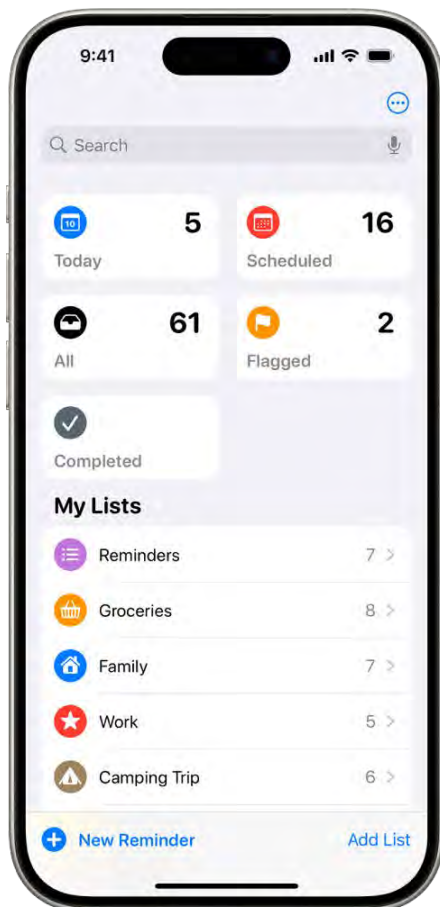 9:41
Search
10
5
Today
16
Scheduled
61
All
2
Flagged
Completed
My Lists
Reminders 7
Groceries 8
Family 7
Work 5
Camping Trip 6
New Reminder Add List